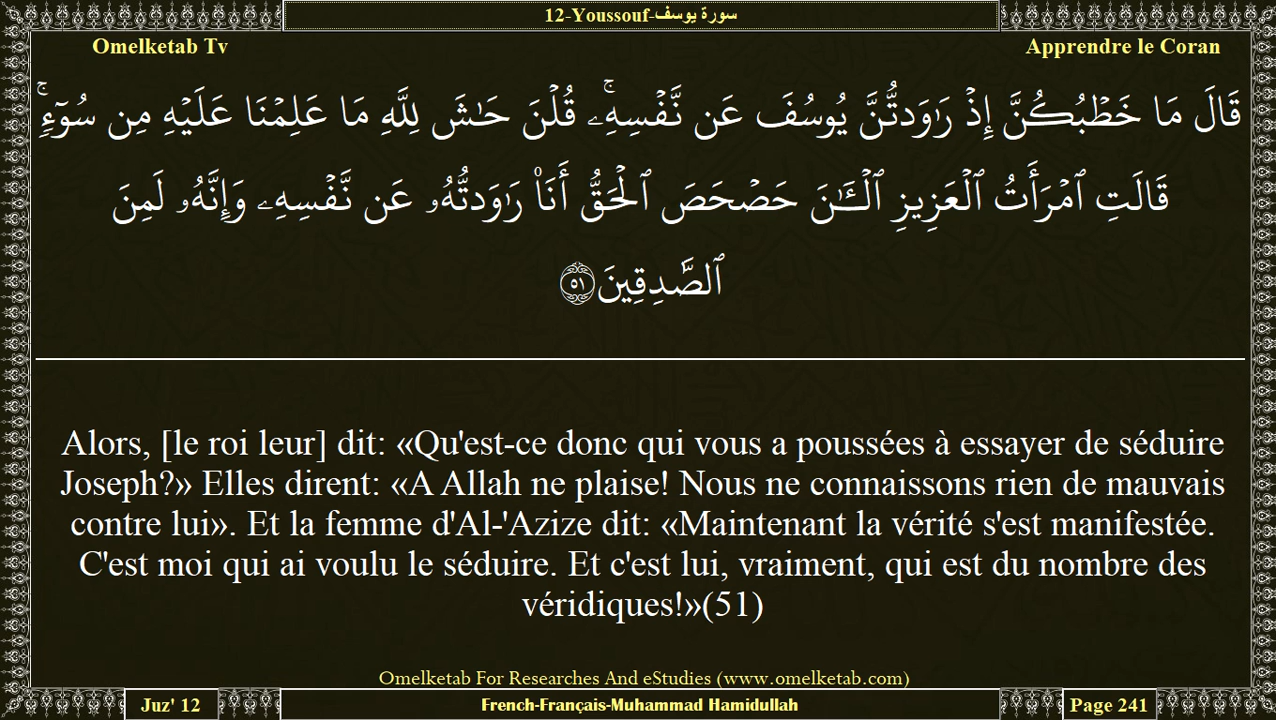 12-Youssouf-سورة يوسف
Omelketab Tv
Apprendre le Coran
قَالَ مَا خَطۡبُكُنَّ إِذۡ رَٰوَدتُّنَّ يُوسُفَ عَن نَّفۡسِهِۦۚ قُلۡنَ حَٰشَ لِلَّهِ مَا عَلِمۡنَا عَلَيۡهِ مِن سُوٓءٖۚ
قَالَتِ ٱمۡرَأَتُ ٱلۡعَزِيزِ ٱلۡـَٰٔنَ حَصۡحَصَ ٱلۡحَقُّ أَنَا۠ رَٰوَدتُّهُۥ عَن نَّفۡسِهِۦ وَإِنَّهُۥ لَمِنَ
ٱلصَّٰدِقِينَ ٥١
Alors, [le roi leur] dit: «Qu'est-ce donc qui vous a poussées à essayer de séduire
Joseph?» Elles dirent: «A Allah ne plaise! Nous ne connaissons rien de mauvais
contre lui». Et la femme d'Al-'Azize dit: «Maintenant la vérité s'est manifestée.
C'est moi qui ai voulu le séduire. Et c'est lui, vraiment, qui est du nombre des
véridiques!»(51)
Omelketab For Researches And eStudies (www.omelketab.com)
Juz' 12
French-Français-Muhammad Hamidullah
Page 241